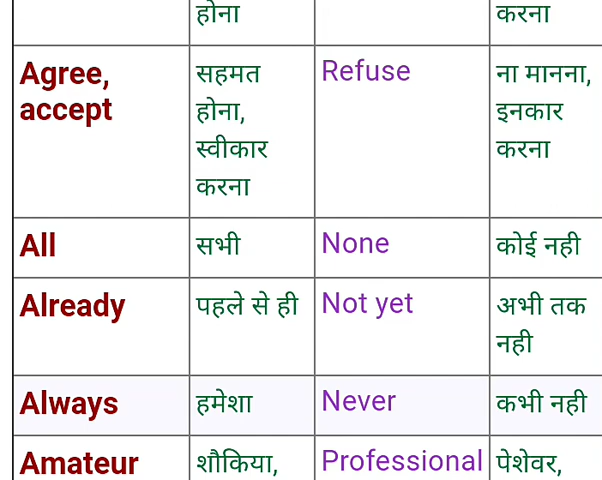 होना करना
Agree, सहमत Refuse ना मानना,
accept होना, इनकार
स्वीकार करना
करना
All सभी None कोई नही
Already पहले से ही Not yet अभी तक
नही
Always हमेशा Never कभी नही
Amateur शौकिया, Professional पेशेवर,